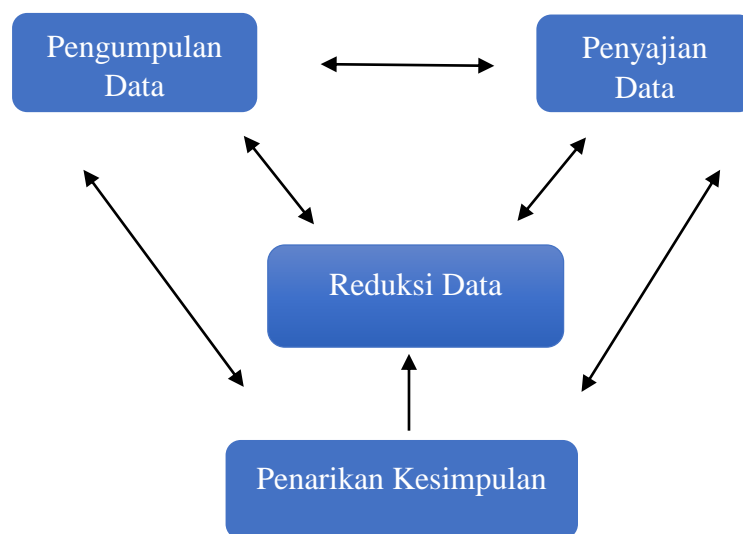 Pengumpulan
Data
Penyajian
Data
Reduksi Data
Penarikan Kesimpulan